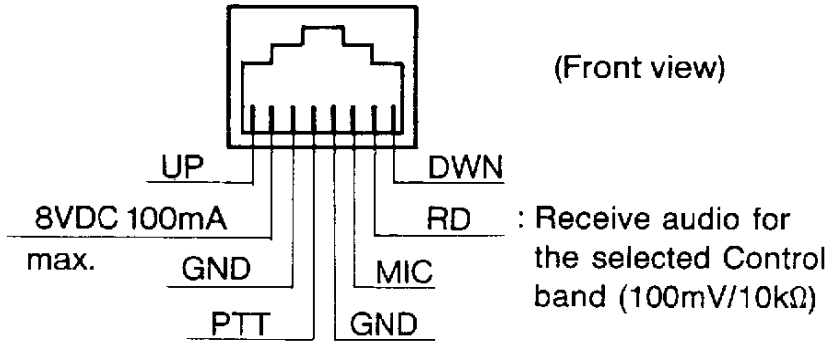 (Front view)
UP
DWN
8VDC 100mA
max.
RD
: Receive audio for
the selected Control
band (100mV/10kΩ)
GND
MIC
PTT
GND